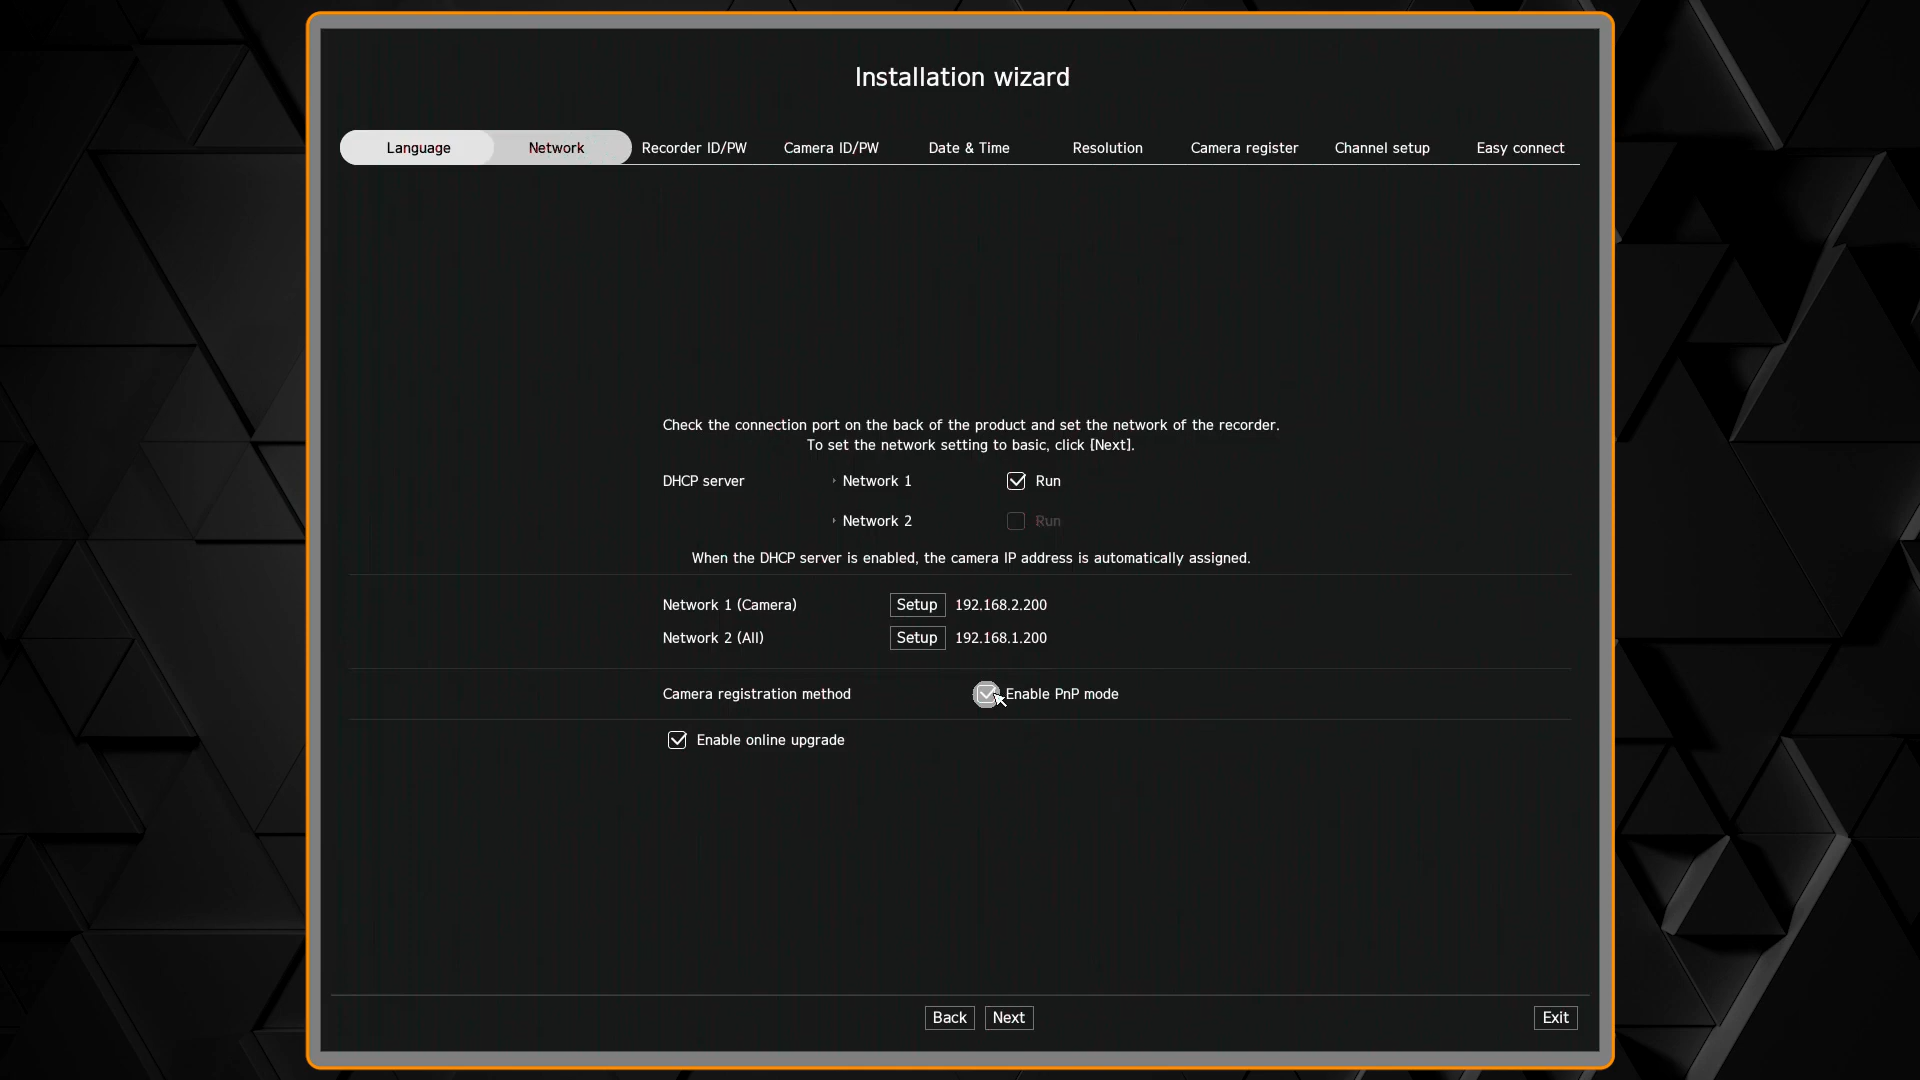 Installation wizard
Language Network Recorder ID/PW Camera ID/PW Date & Time Resolution Camera register Channel setup Easy connect
Check the connection port on the back of the product and set the network of the recorder.
To set the network setting to basic, click [Next].
DHCP server Network 1 Run
Network 2 Run
When the DHCP server is enabled, the camera IP address is automatically assigned.
Network 1 (Camera) Setup 192.168.2.200
Network 2 (All) Setup 192.168.1.200
Camera registration method Enable PnP mode
Enable online upgrade
Back Next Exit